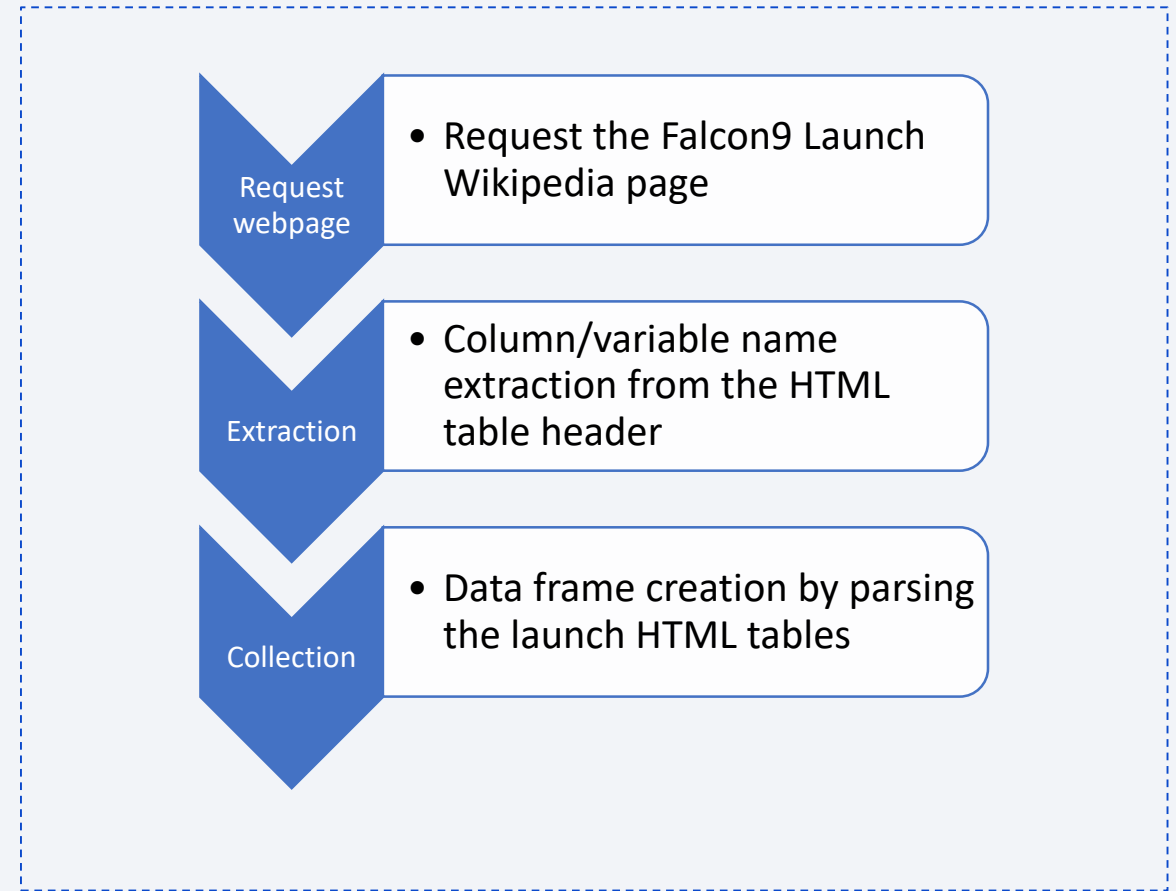 Request
webpage
• Request the Falcon9 Launch
Wikipedia page
Extraction
• Column/variable name
extraction from the HTML
table header
Collection
• Data frame creation by parsing
the launch HTML tables